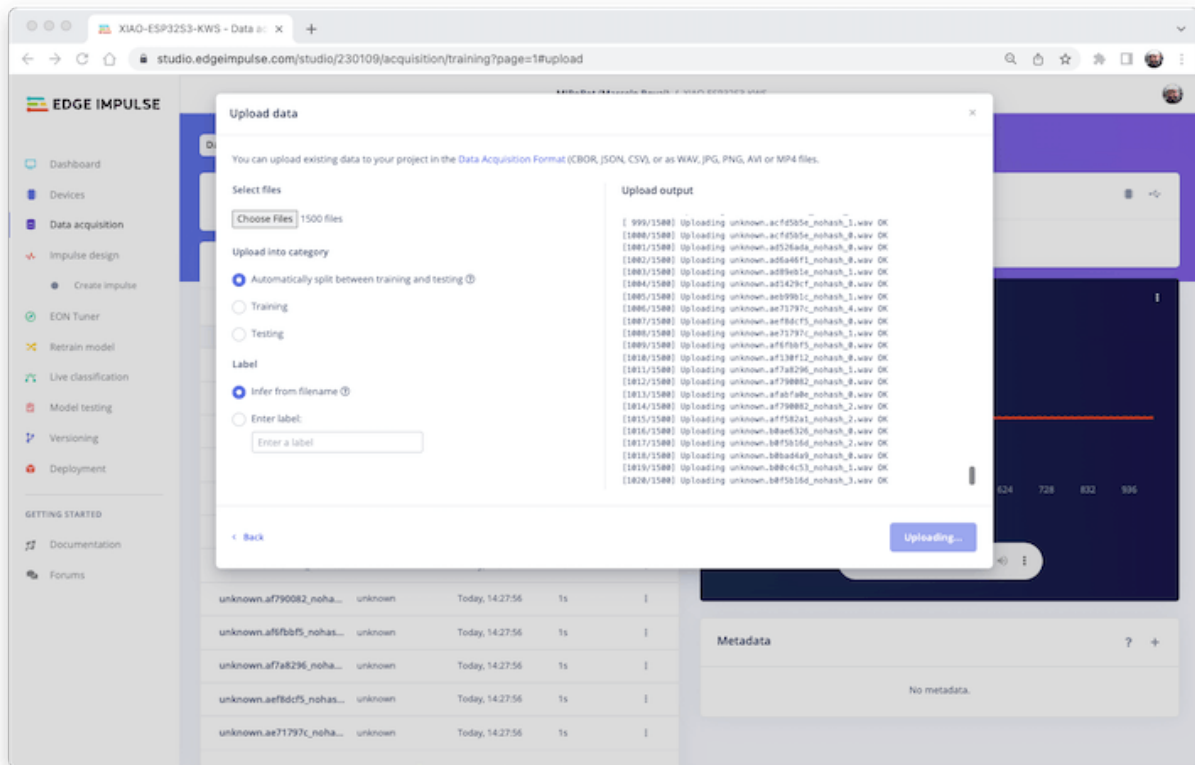 XIAO-ESP32S3-KWS - Data ac
studio.edgeimpulse.com/studio/230109/acquisition/training?page=1#upload
EDGE IMPULSE
Dashboard
Devices
Data acquisition
Impulse design
Create impulse
EON Tuner
Retrain model
Live classification
Model testing
Versioning
Deployment
GETTING STARTED
Documentation
Forums
Upload data
You can upload existing data to your project in the Data Acquisition Format (CBOR, JSON, CSV), or as WAV, JPG, PNG, AVI or MP4 files.
Select files
Choose Files 1500 files
Upload into category
Automatically split between training and testing
Training
Testing
Label
Infer from filename
Enter label:
Enter a label
Upload output
[ 999/1500] Uploading unknown.acfd5b5e_nohash_1.wav OK
[1000/1500] Uploading unknown.acfd5b5e_nohash_0.wav OK
[1001/1500] Uploading unknown.ad526ada_nohash_0.wav OK
[1002/1500] Uploading unknown.ad6a46f1_nohash_0.wav OK
[1003/1500] Uploading unknown.ad89eb1e_nohash_1.wav OK
[1004/1500] Uploading unknown.ad1429cf_nohash_0.wav OK
[1005/1500] Uploading unknown.aeb99b1c_nohash_1.wav OK
[1006/1500] Uploading unknown.ae71797c_nohash_4.wav OK
[1007/1500] Uploading unknown.aef8dcf5_nohash_0.wav OK
[1008/1500] Uploading unknown.ae71797c_nohash_1.wav OK
[1009/1500] Uploading unknown.af6fbbf5_nohash_0.wav OK
[1010/1500] Uploading unknown.af130f12_nohash_0.wav OK
[1011/1500] Uploading unknown.af7a8296_nohash_1.wav OK
[1012/1500] Uploading unknown.af790082_nohash_0.wav OK
[1013/1500] Uploading unknown.afabfa0e_nohash_0.wav OK
[1014/1500] Uploading unknown.af790082_nohash_2.wav OK
[1015/1500] Uploading unknown.aff582a1_nohash_2.wav OK
[1016/1500] Uploading unknown.b0ae6326_nohash_0.wav OK
[1017/1500] Uploading unknown.b0f5b16d_nohash_2.wav OK
[1018/1500] Uploading unknown.b0bad4a9_nohash_0.wav OK
[1019/1500] Uploading unknown.b00c4c53_nohash_1.wav OK
[1020/1500] Uploading unknown.b0f5b16d_nohash_3.wav OK
Back
Uploading...
624 728 832 936
unknown.af790082_noha... unknown Today, 14:27:56 1s
unknown.af6fbbf5_nohas... unknown Today, 14:27:56 1s
unknown.af7a8296_noha... unknown Today, 14:27:56 1s
unknown.aef8dcf5_nohas... unknown Today, 14:27:56 1s
unknown.ae71797c_noha... unknown Today, 14:27:56 1s
Metadata
No metadata.